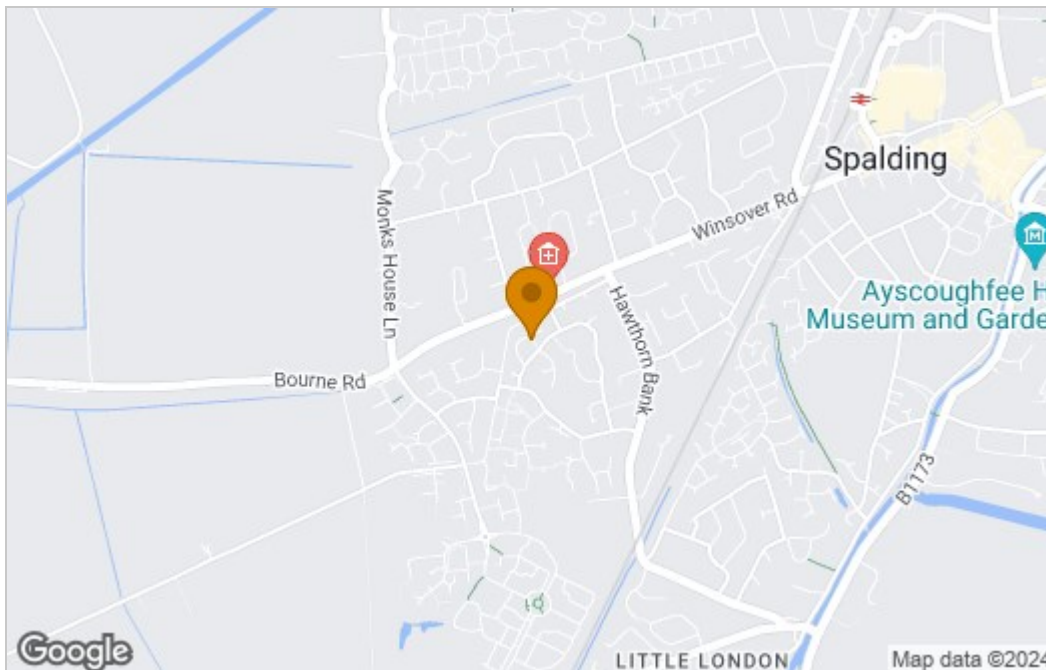 Spalding
Winsover Rd
Monks House Ln
Ayscoughfee H
Museum and Garde
Hawthorn Bank
Bourne Rd
B1173
LITTLE LONDON
Google
Map data ©2024